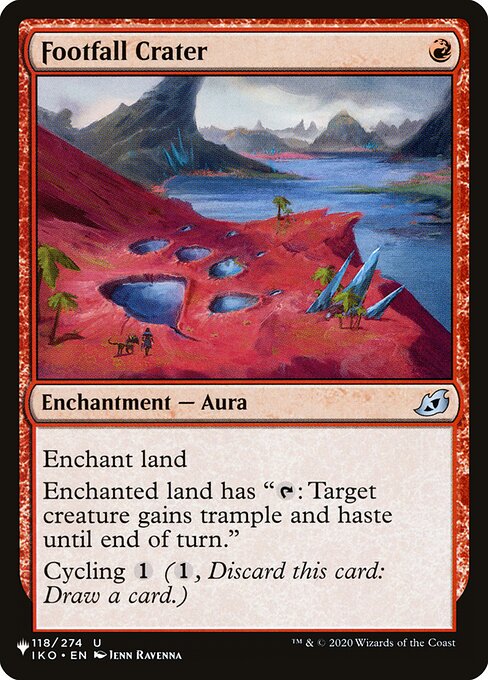 Footfall Crater
Enchantment — Aura
Enchant land
Enchanted land has “: Target
creature gains trample and haste
until end of turn.”
Cycling 1 (1, Discard this card:
Draw a card.)
118/274 U
IKO • EN Jenn Ravenna
™ & © 2020 Wizards of the Coast